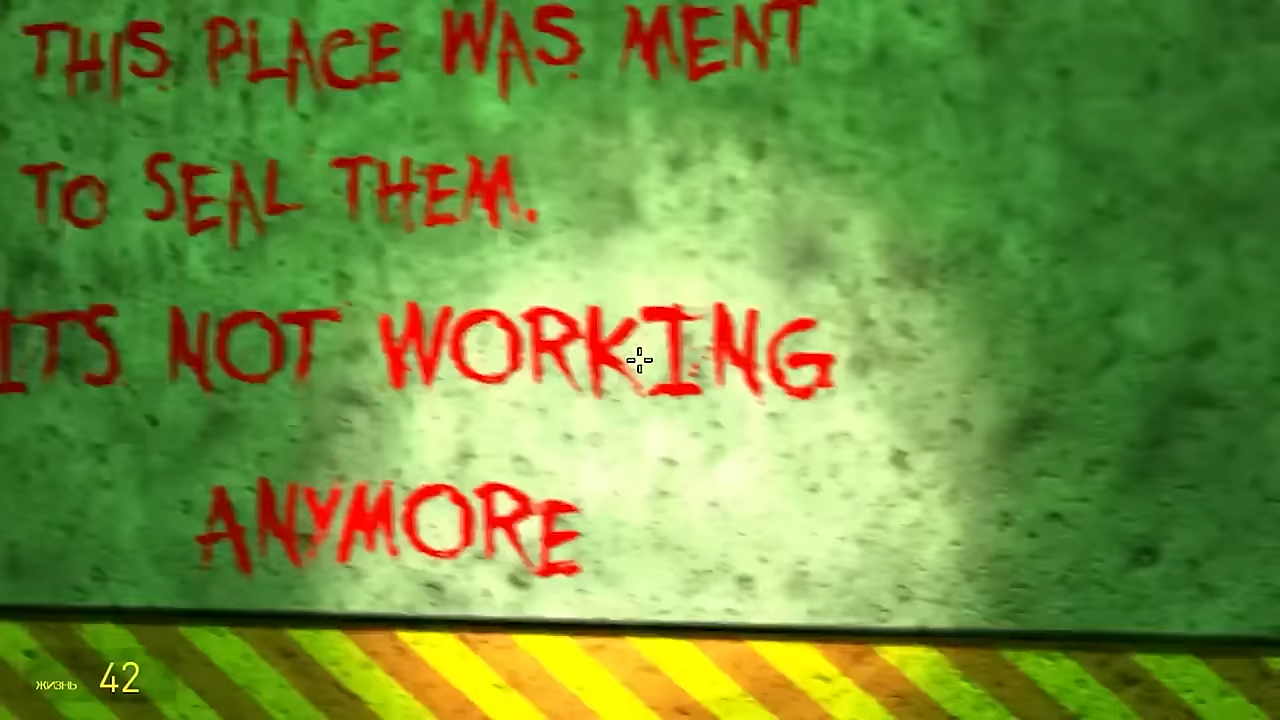 THIS PLACE WAS MENT
TO SEAL THEM.
ITS NOT WORKING
ANYMORE
жизнь 42